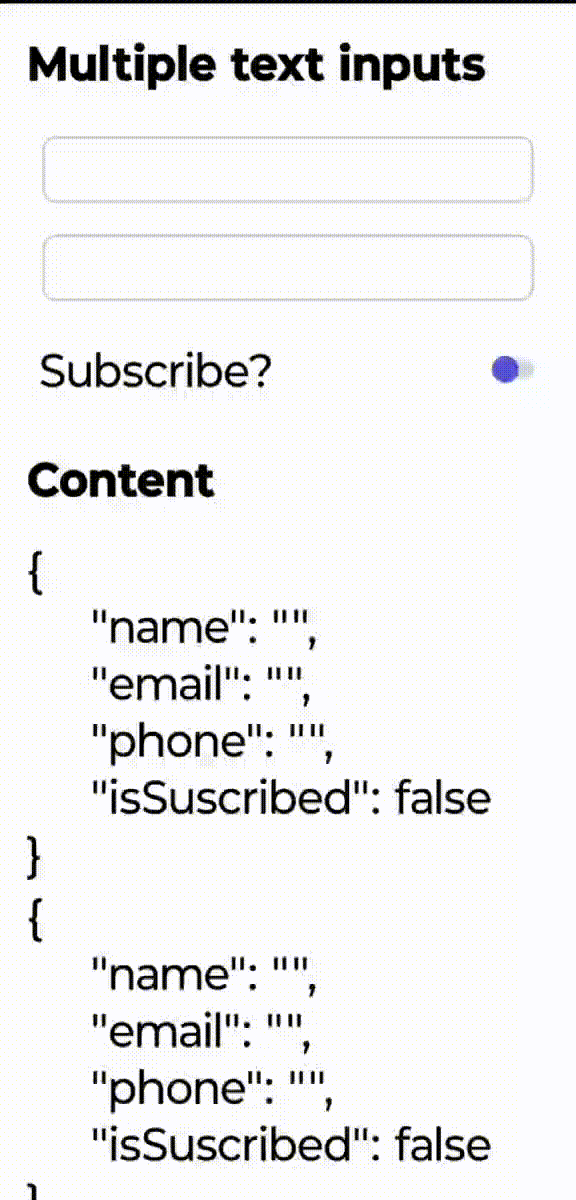 Multiple text inputs
Subscribe?
Content
{
"name": "",
"email": "",
"phone": "",
"isSuscribed": false
}
{
"name": "",
"email": "",
"phone": "",
"isSuscribed": false
}